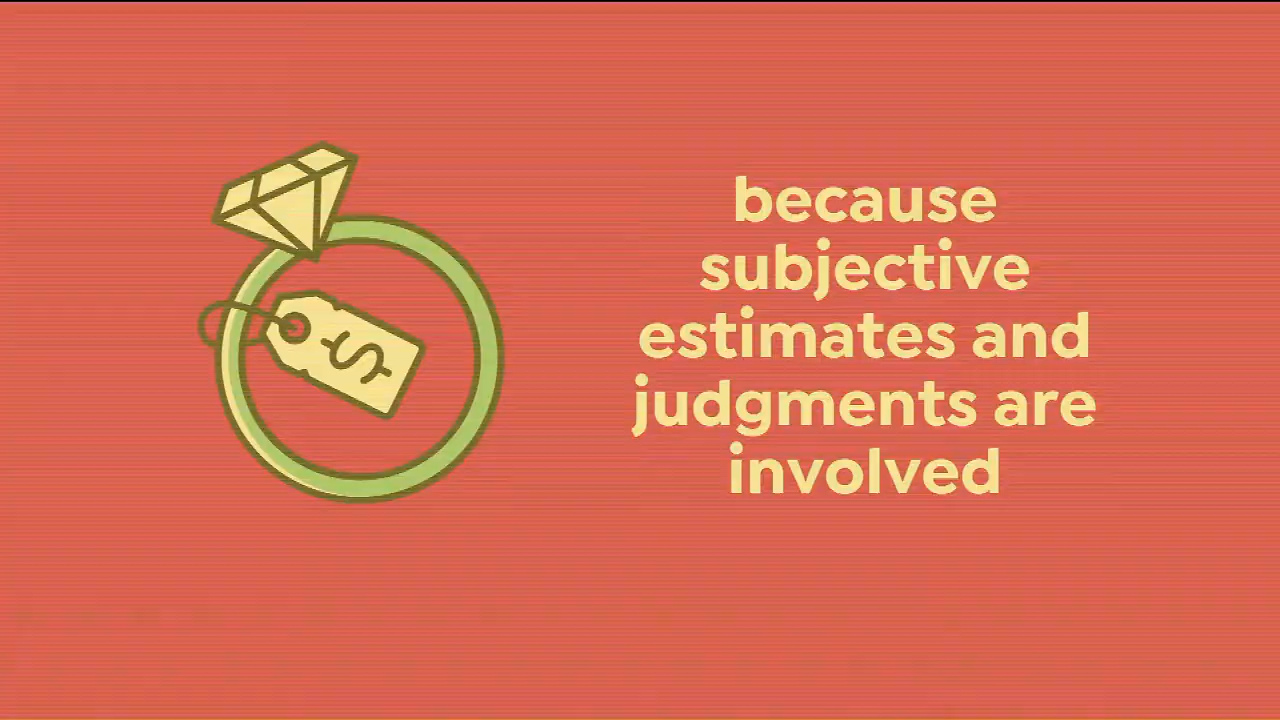 $
because
subjective
estimates and
judgments are
involved